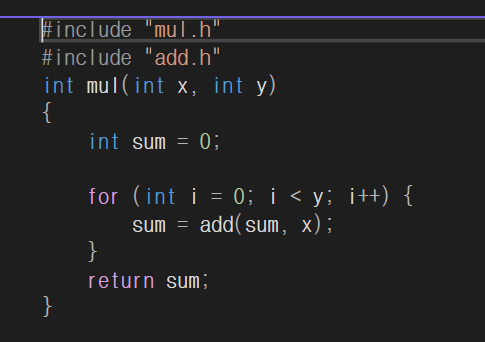 #include "mul.h"
#include "add.h"
int mul(int x, int y)
{
    int sum = 0;

    for (int i = 0; i < y; i++) {
        sum = add(sum, x);
    }
    return sum;
}